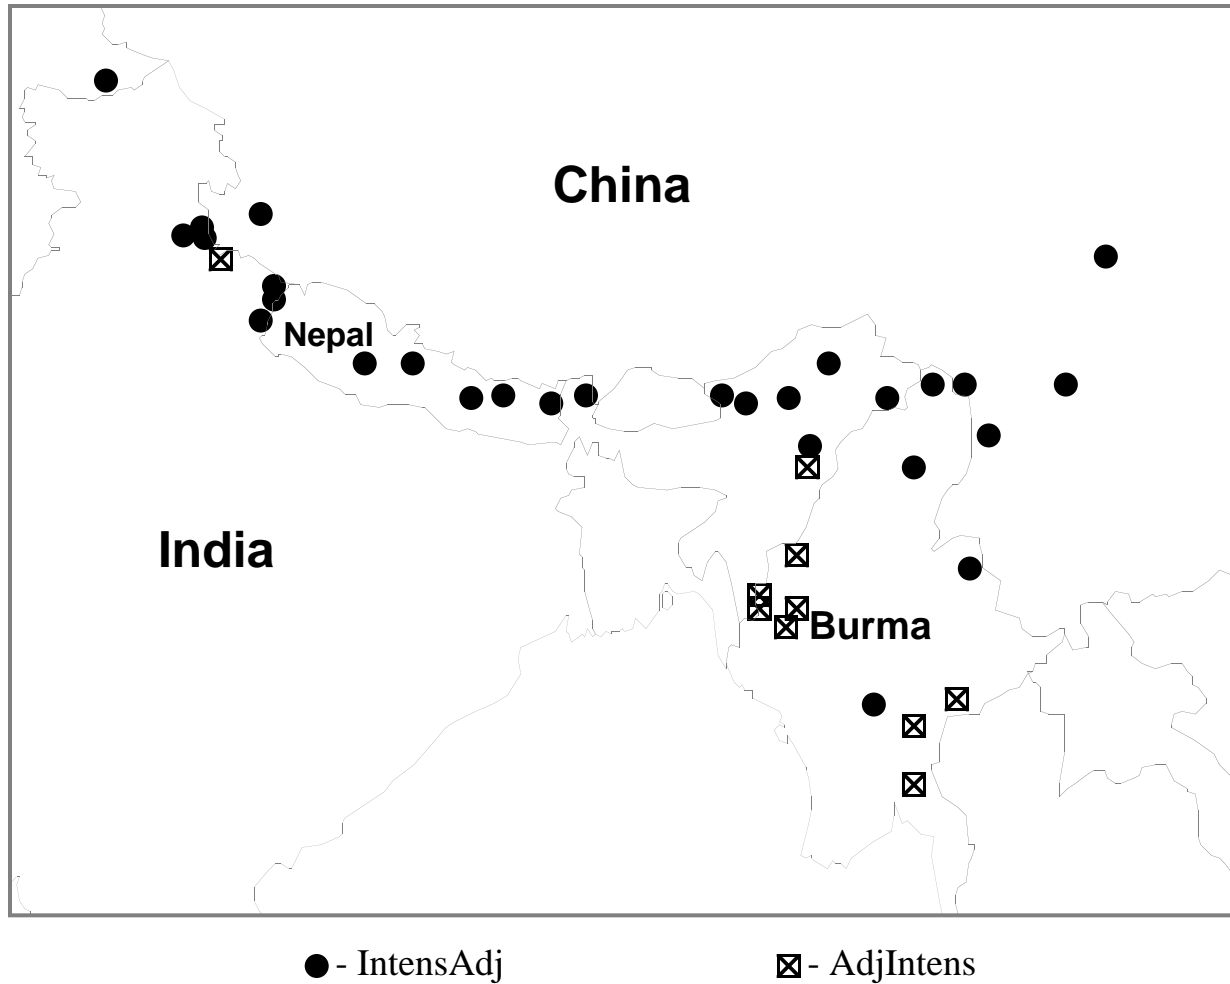 China
Nepal
India
Burma
- IntensAdj
- AdjIntens